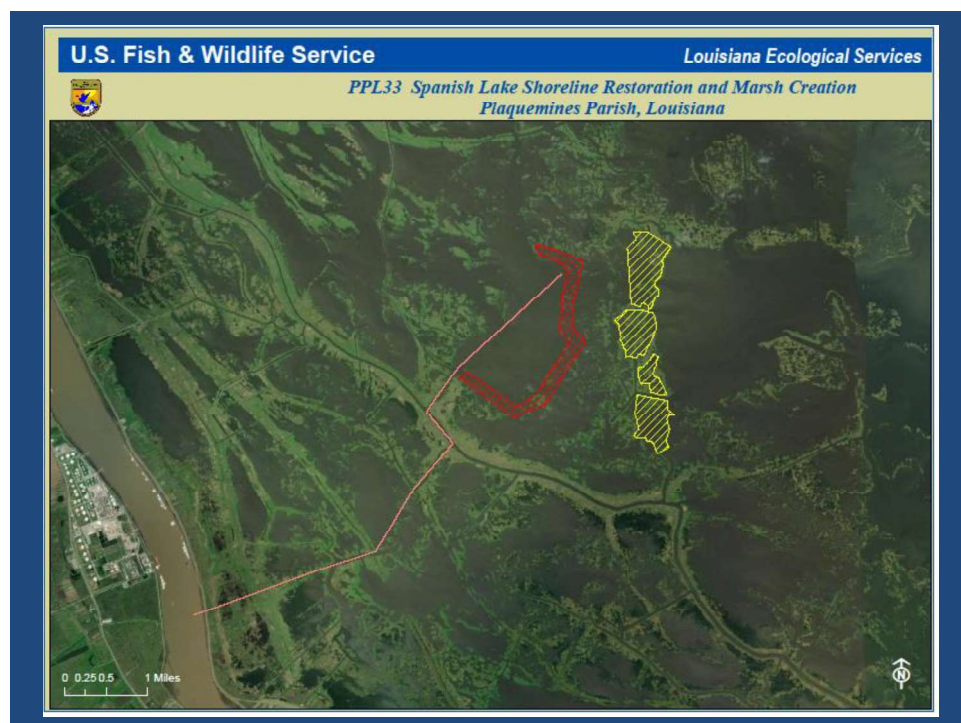 U.S. Fish & Wildlife Service
Louisiana Ecological Services
PPL33 Spanish Lake Shoreline Restoration and Marsh Creation
Plaquemines Parish, Louisiana
0 0.25 0.5 1 Miles
N